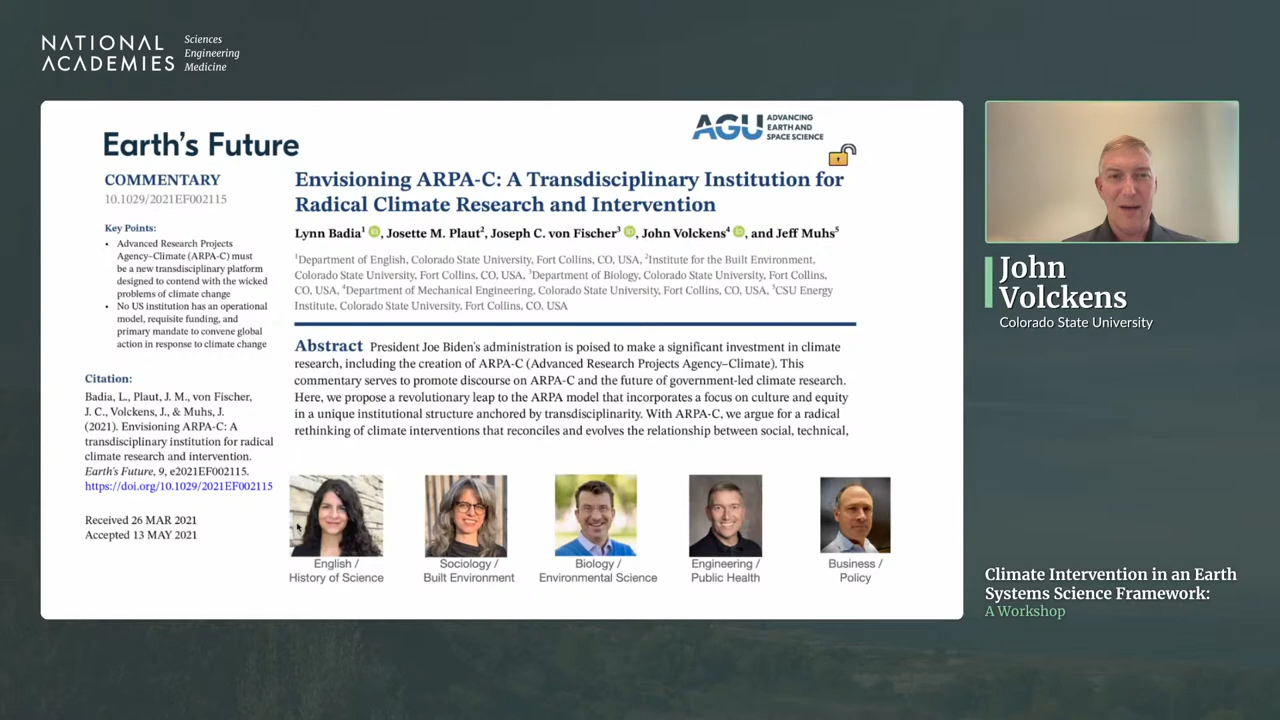 NATIONAL
ACADEMIES
Sciences
Engineering
Medicine
Earth's Future
COMMENTARY
10.1029/2021EF002115
Key Points:
• Advanced Research Projects
Agency–Climate (ARPA-C) must
be a new transdisciplinary platform
designed to contend with the wicked
problems of climate change
• No US institution has an operational
model, requisite funding, and
primary mandate to convene global
action in response to climate change
Citation:
Badia, L., Plaut, J. M., von Fischer,
J. C., Volckens, J., & Muhs, J.
(2021). Envisioning ARPA-C: A
transdisciplinary institution for radical
climate research and intervention.
Earth's Future, 9, e2021EF002115.
https://doi.org/10.1029/2021EF002115
Received 26 MAR 2021
Accepted 13 MAY 2021
AGU ADVANCING
EARTH AND
SPACE SCIENCE
Envisioning ARPA-C: A Transdisciplinary Institution for
Radical Climate Research and Intervention
Lynn Badia1 iD, Josette M. Plaut2, Joseph C. von Fischer3 iD, John Volckens4 iD, and Jeff Muhs5
1Department of English, Colorado State University, Fort Collins, CO, USA, 2Institute for the Built Environment,
Colorado State University, Fort Collins, CO, USA, 3Department of Biology, Colorado State University, Fort Collins,
CO, USA, 4Department of Mechanical Engineering, Colorado State University, Fort Collins, CO, USA, 5CSU Energy
Institute, Colorado State University, Fort Collins, CO, USA
Abstract President Joe Biden's administration is poised to make a significant investment in climate
research, including the creation of ARPA-C (Advanced Research Projects Agency–Climate). This
commentary serves to promote discourse on ARPA-C and the future of government-led climate research.
Here, we propose a revolutionary leap to the ARPA model that incorporates a focus on culture and equity
in a unique institutional structure anchored by transdisciplinarity. With ARPA-C, we argue for a radical
rethinking of climate interventions that reconciles and evolves the relationship between social, technical,
English /
History of Science
Sociology /
Built Environment
Biology /
Environmental Science
Engineering /
Public Health
Business /
Policy
John
Volckens
Colorado State University
Climate Intervention in an Earth
Systems Science Framework:
A Workshop